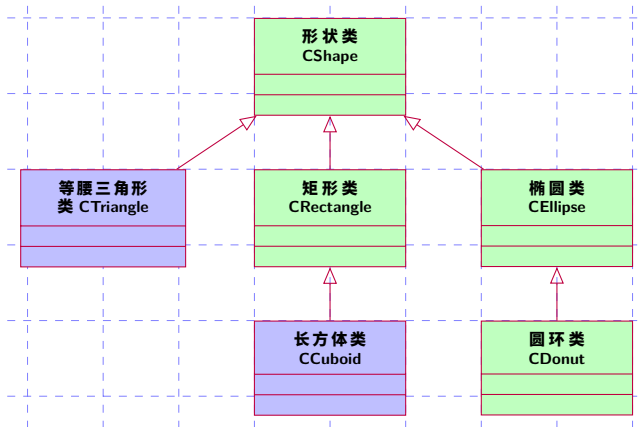 形状类
CShape
等腰三角形
类 CTriangle
矩形类
CRectangle
椭圆类
CEllipse
长方体类
CCuboid
圆环类
CDonut